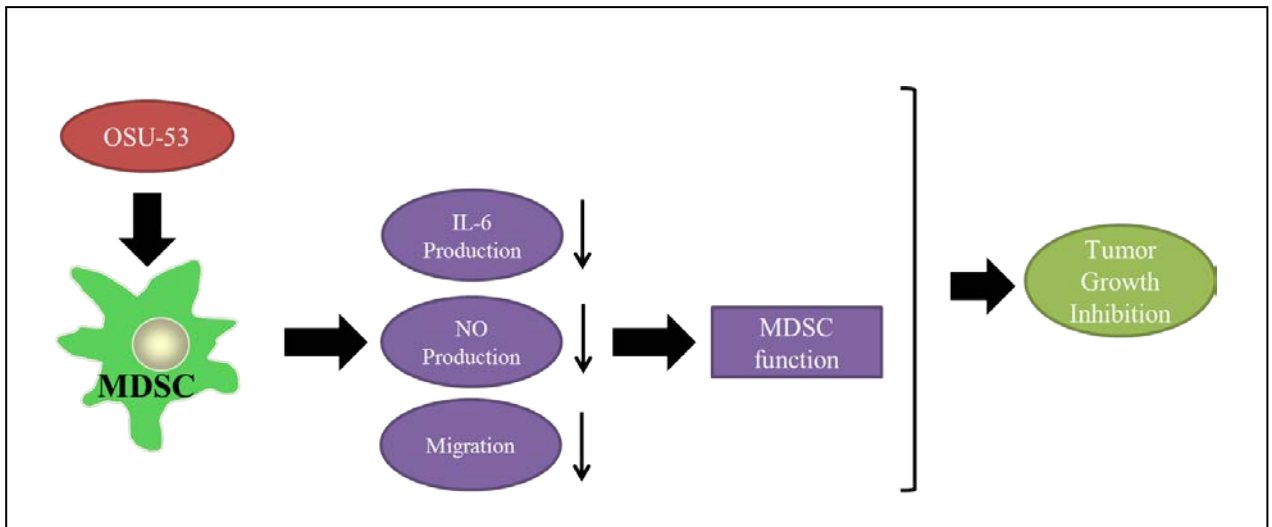 OSU-53
MDSC
IL-6
Production
NO
Production
Migration
MDSC
function
Tumor
Growth
Inhibition